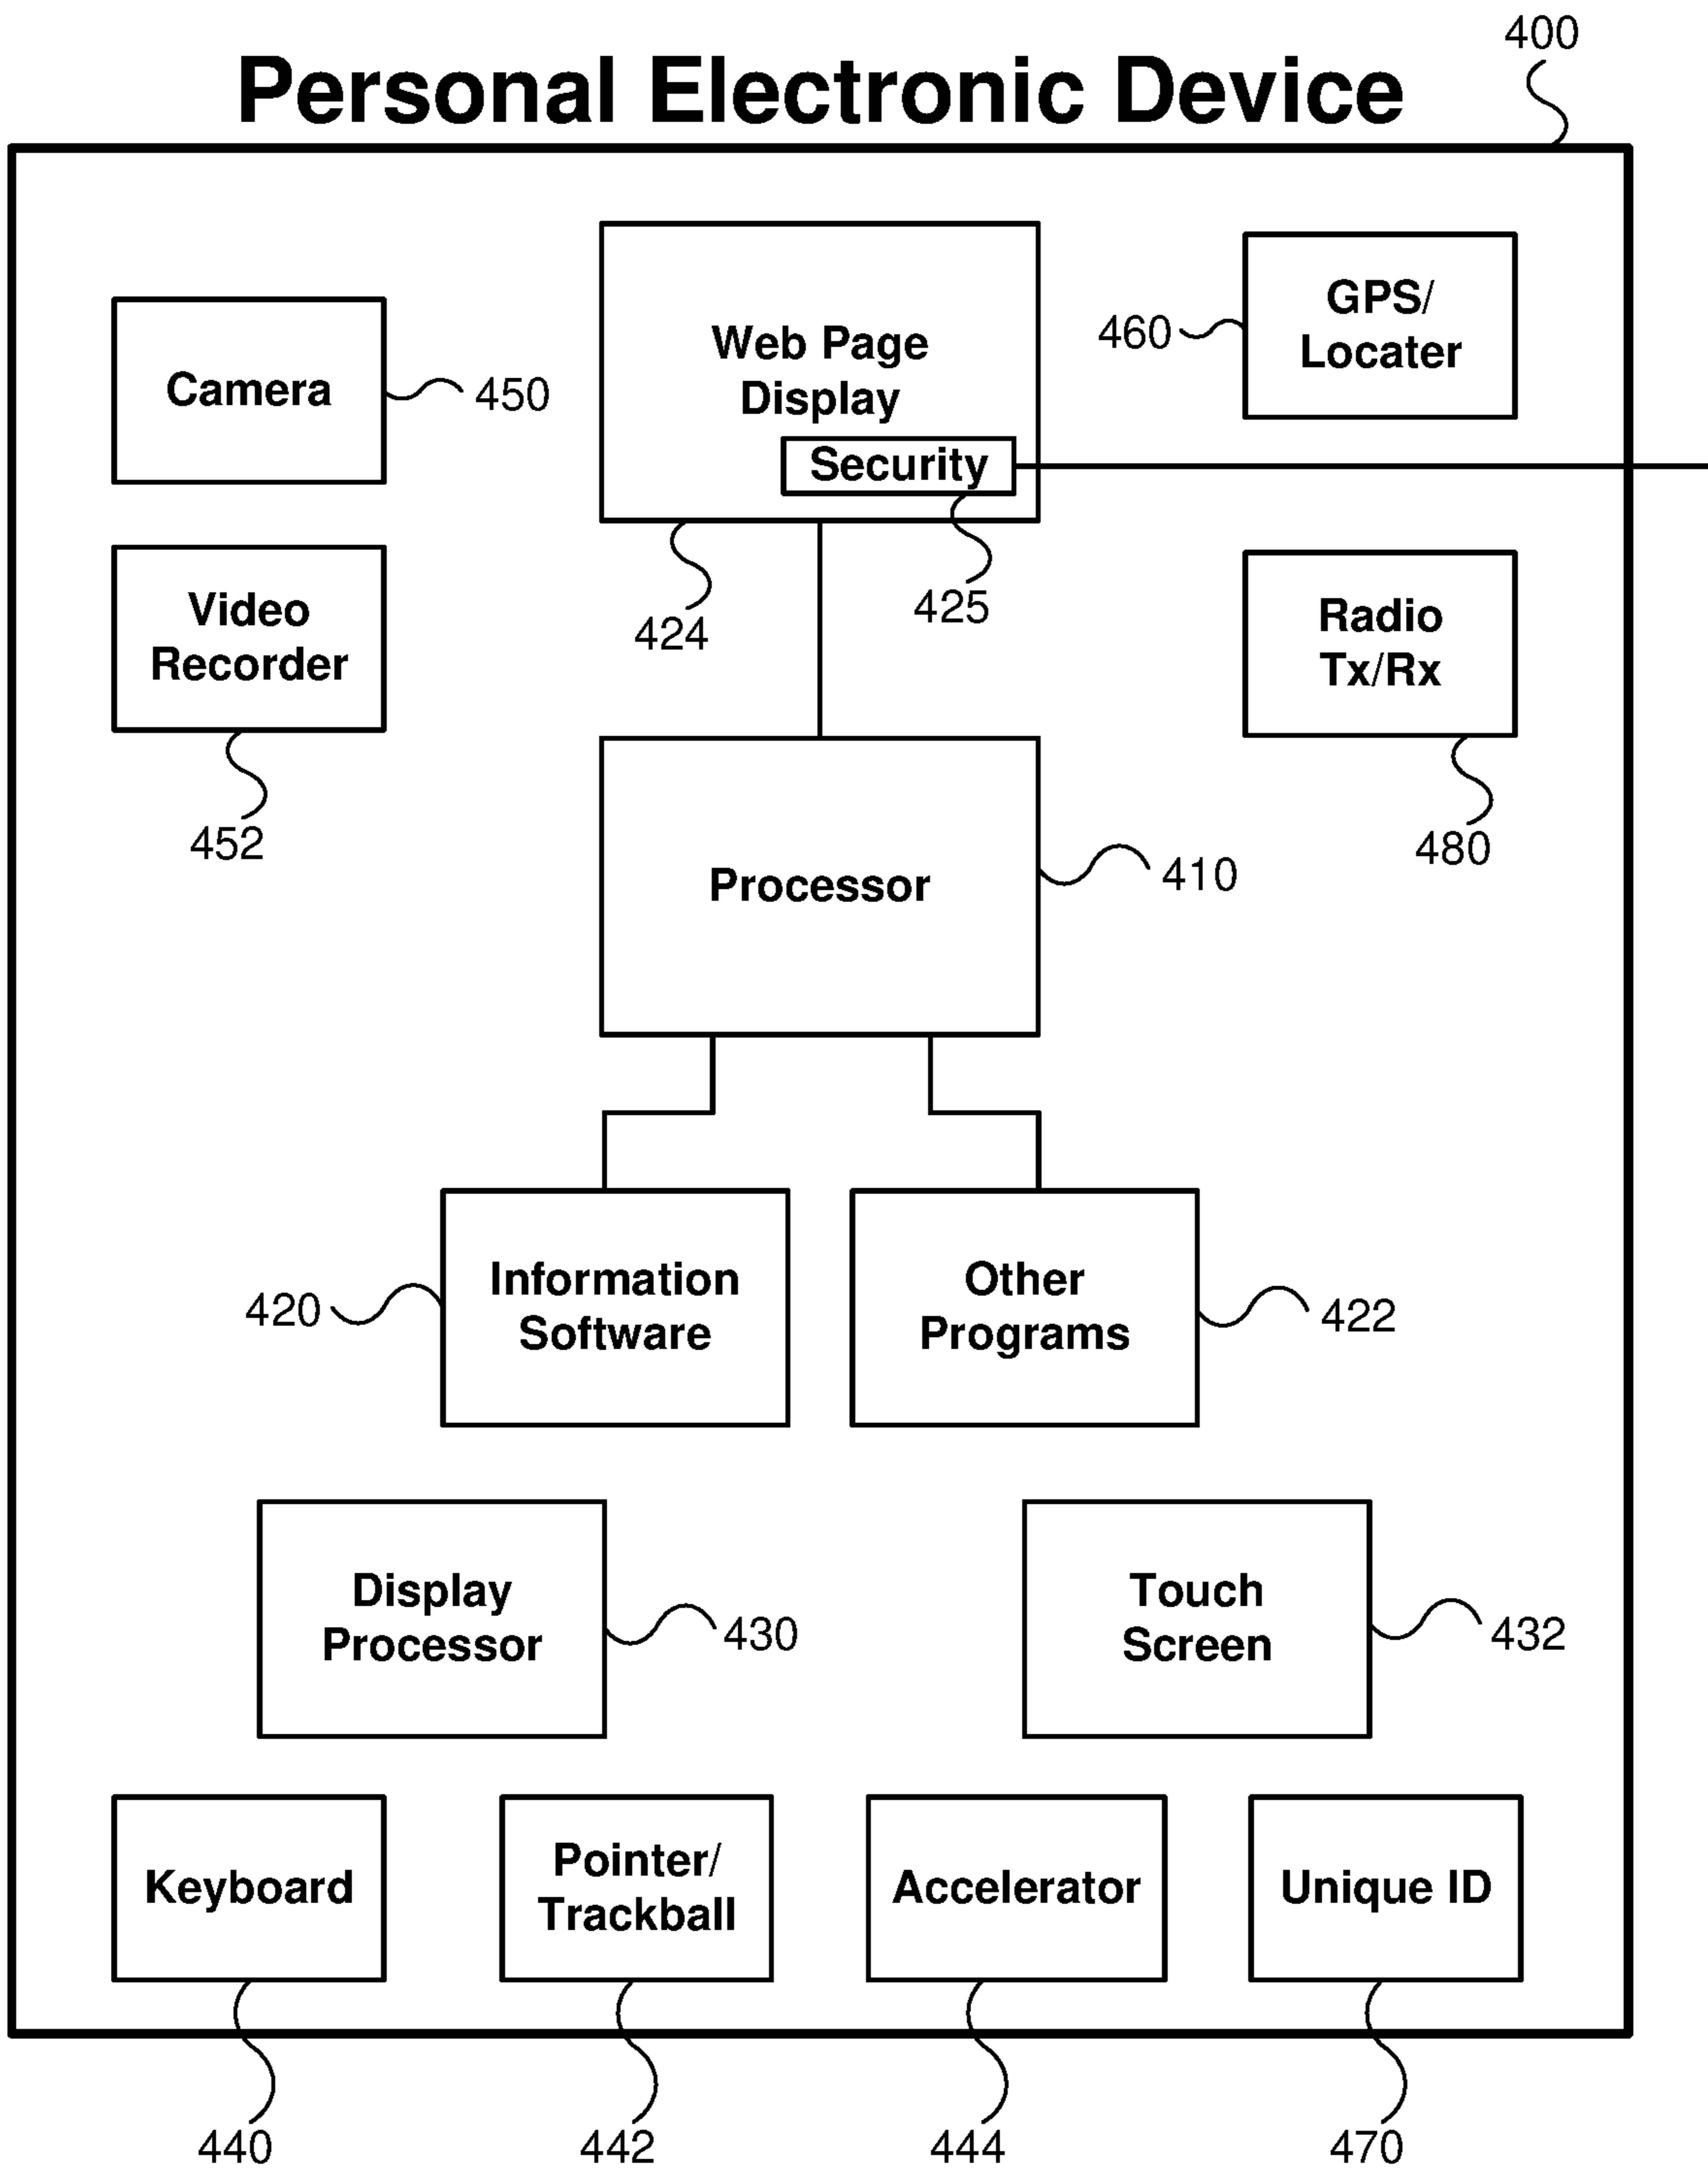 400
Personal Electronic Device
Camera
450
Web Page
Display
Security
424
425
GPS/
Locater
460
Video
Recorder
452
Radio
Tx/Rx
480
Processor
410
Information
Software
420
Other
Programs
422
Display
Processor
430
Touch
Screen
432
Keyboard
440
Pointer/
Trackball
442
Accelerator
444
Unique ID
470